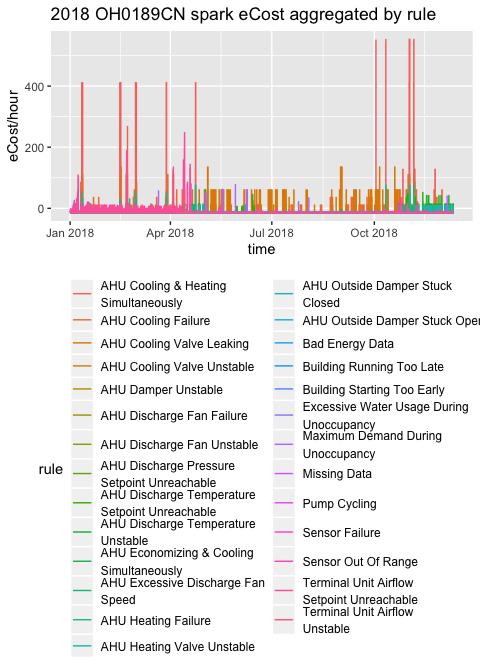 2018 OH0189CN spark eCost aggregated by rule
eCost/hour
400
200
0
Jan 2018
Apr 2018
Jul 2018
Oct 2018
time
rule
AHU Cooling & Heating
Simultaneously
AHU Cooling Failure
AHU Cooling Valve Leaking
AHU Cooling Valve Unstable
AHU Damper Unstable
AHU Discharge Fan Failure
AHU Discharge Fan Unstable
AHU Discharge Pressure
Setpoint Unreachable
AHU Discharge Temperature
Setpoint Unreachable
AHU Discharge Temperature
Unstable
AHU Economizing & Cooling
Simultaneously
AHU Excessive Discharge Fan
Speed
AHU Heating Failure
AHU Heating Valve Unstable
AHU Outside Damper Stuck
Closed
AHU Outside Damper Stuck Open
Bad Energy Data
Building Running Too Late
Building Starting Too Early
Excessive Water Usage During
Unoccupancy
Maximum Demand During
Unoccupancy
Missing Data
Pump Cycling
Sensor Failure
Sensor Out Of Range
Terminal Unit Airflow
Setpoint Unreachable
Terminal Unit Airflow
Unstable